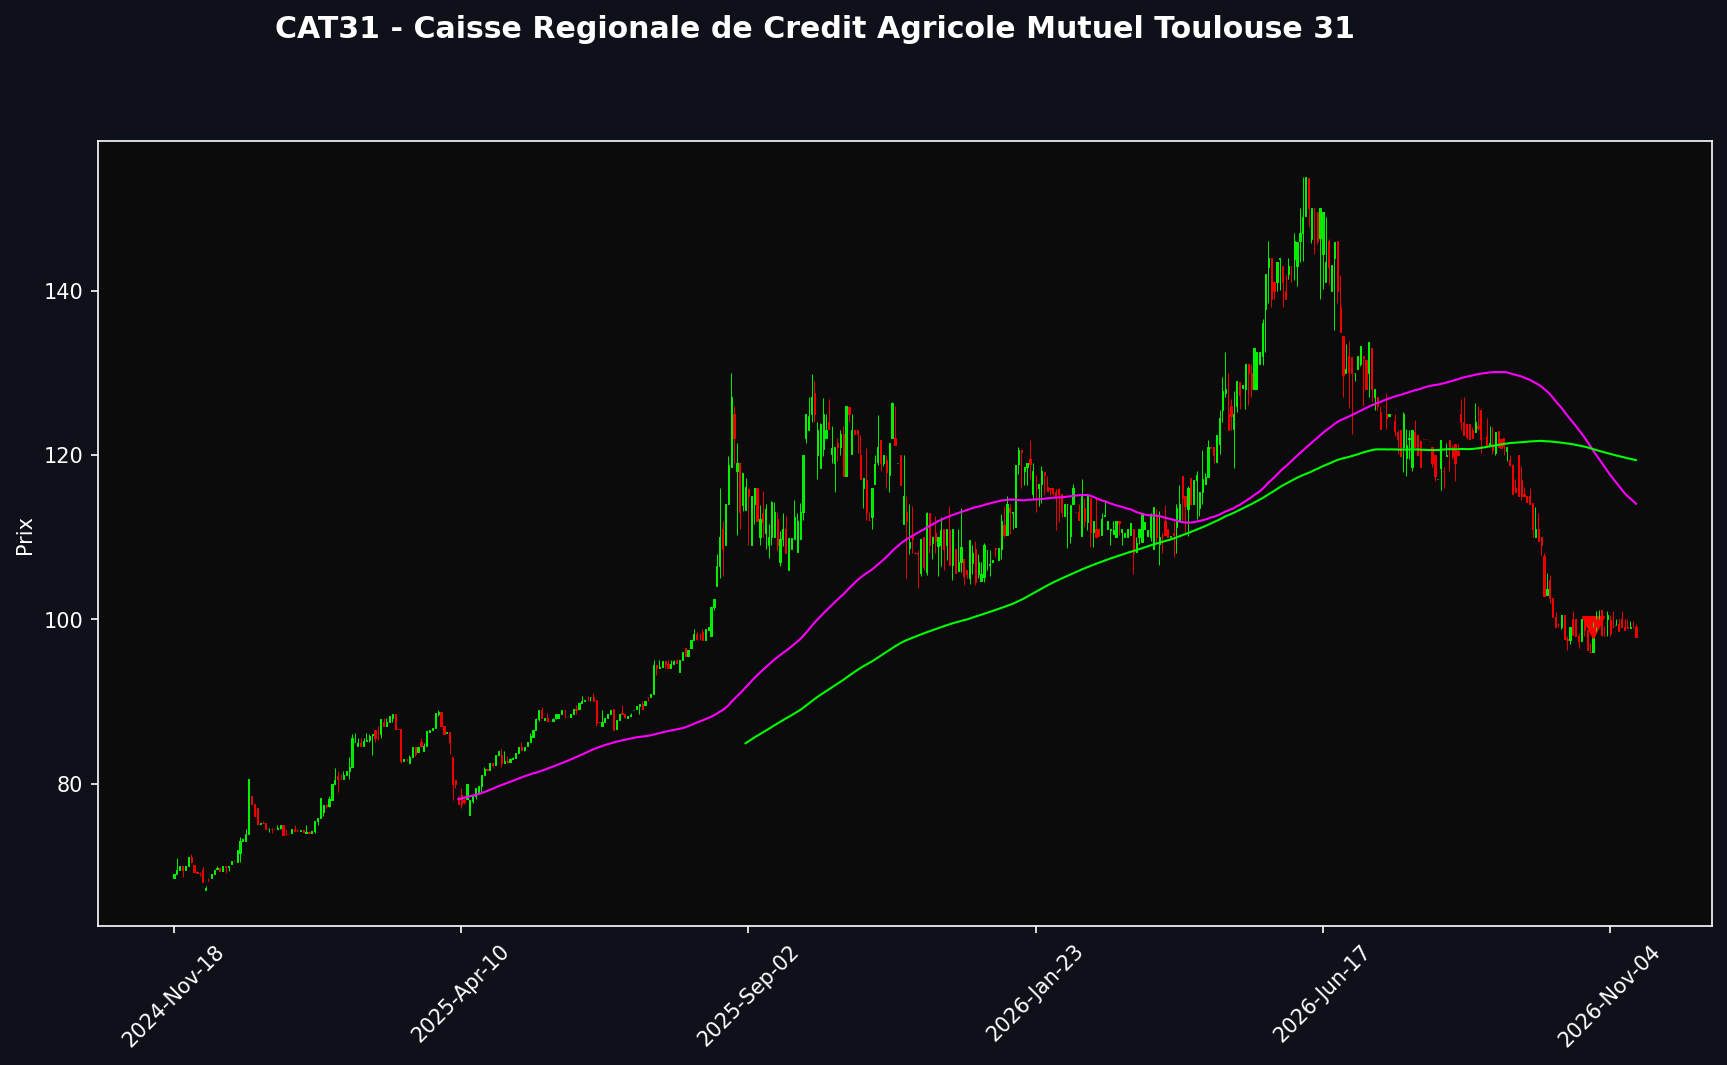 CAT31 - Caisse Regionale de Credit Agricole Mutuel Toulouse 31
Prix
140
120
100
80
2024-Nov-18
2025-Apr-10
2025-Sep-02
2026-Jan-23
2026-Jun-17
2026-Nov-04